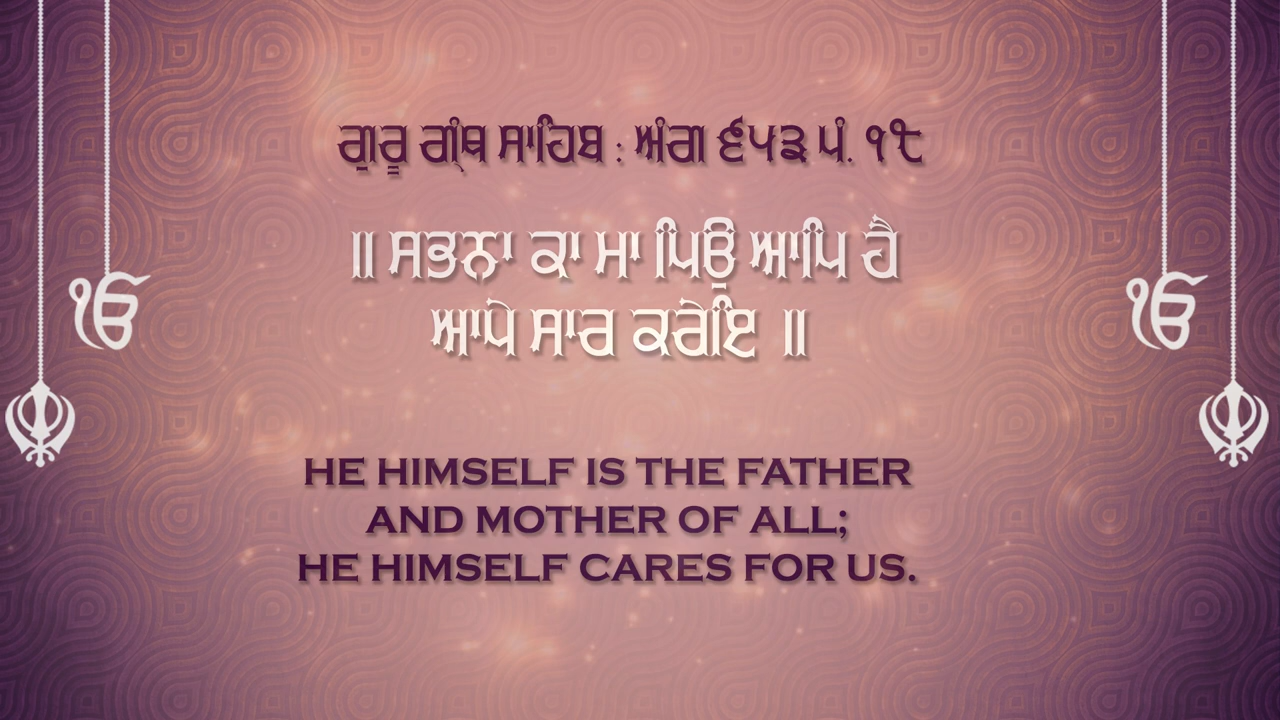 ਗੁਰੂ ਗ੍ਰੰਥ ਸਾਹਿਬ : ਅੰਗ ੬੫੩ ਪੰ. ੧੯
॥ ਸਭਨਾ ਕਾ ਮਾ ਪਿਉ ਆਪਿ ਹੈ
ਆਪੇ ਸਾਰ ਕਰੇਇ ॥
ੴ
ੴ
HE HIMSELF IS THE FATHER
AND MOTHER OF ALL;
HE HIMSELF CARES FOR US.